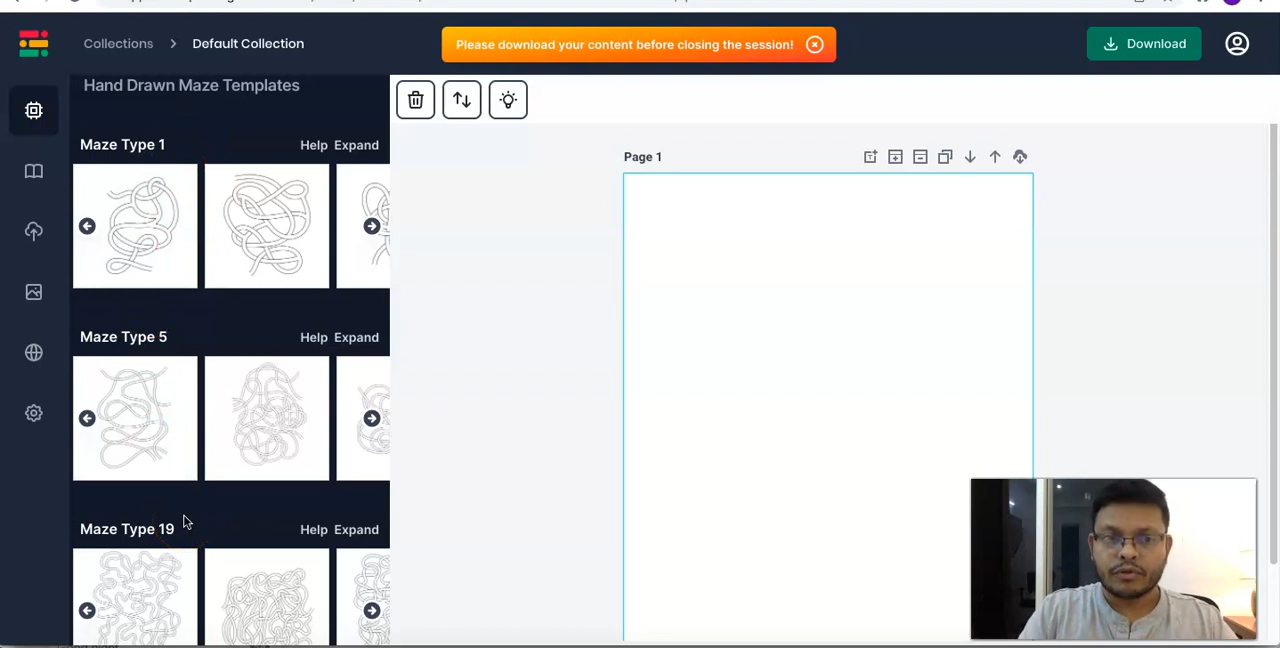 Collections > Default Collection
Please download your content before closing the session!
Download
Hand Drawn Maze Templates
Maze Type 1
Help Expand
Maze Type 5
Help Expand
Maze Type 19
Help Expand
Page 1